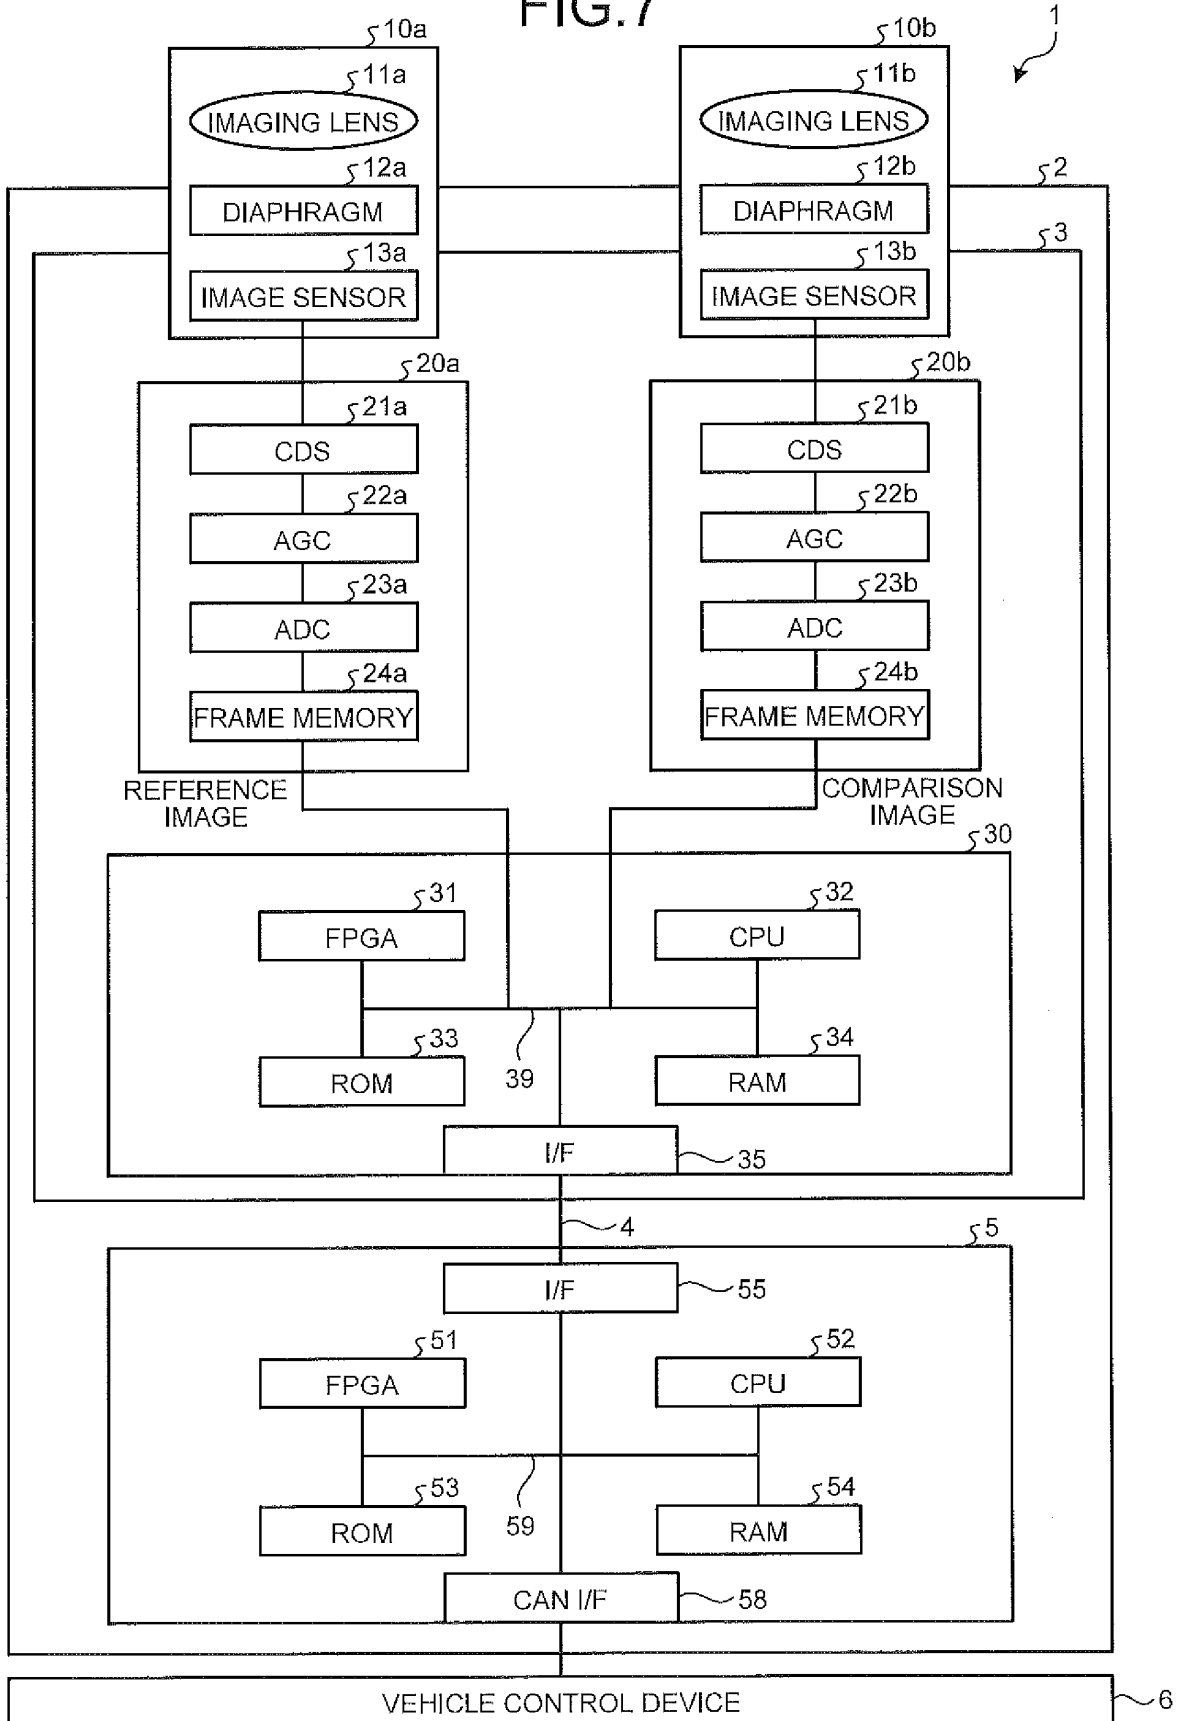 FIG.7
1
10a
10b
11a
11b
IMAGING LENS
IMAGING LENS
12a
12b
2
DIAPHRAGM
DIAPHRAGM
3
13a
13b
IMAGE SENSOR
IMAGE SENSOR
20a
20b
21a
21b
CDS
CDS
22a
22b
AGC
AGC
23a
23b
ADC
ADC
24a
24b
FRAME MEMORY
FRAME MEMORY
REFERENCE
IMAGE
COMPARISON
IMAGE
30
31
32
FPGA
CPU
33
34
39
ROM
RAM
I/F
35
4
5
I/F
55
51
52
FPGA
CPU
53
54
59
ROM
RAM
CAN I/F
58
VEHICLE CONTROL DEVICE
6